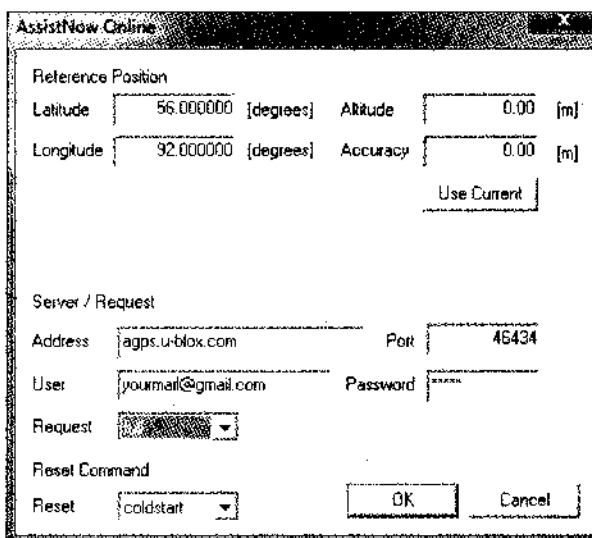 AssistNow Online X
Reference Position
Latitude 56.000000 [degrees] Altitude 0.00 [m]
Longitude 92.000000 [degrees] Accuracy 0.00 [m]
Use Current
Server / Request
Address agps.u-blox.com Port 46434
User yourmail@gmail.com Password *****
Request
Reset Command
Reset coldstart OK Cancel